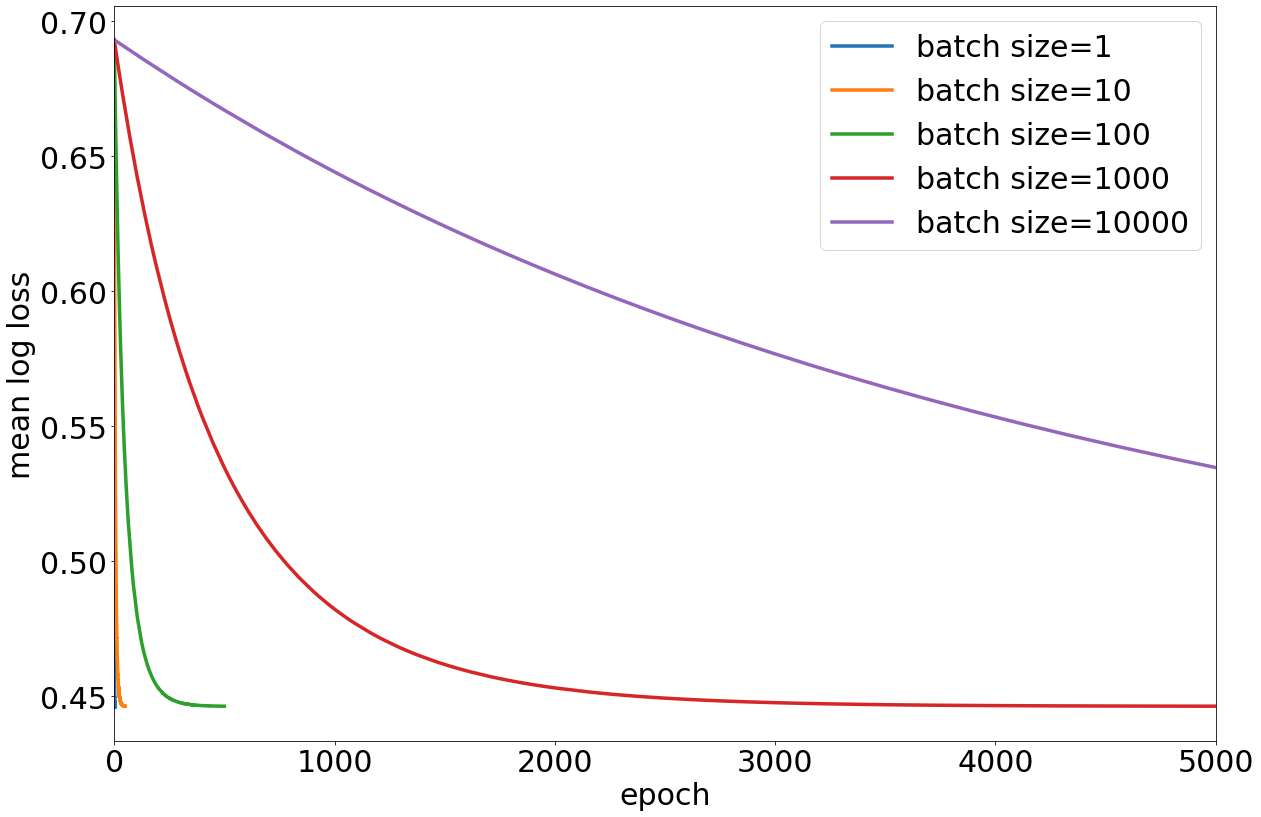 0.70
0.65
0.60
0.55
0.50
0.45
mean log loss
batch size=1
batch size=10
batch size=100
batch size=1000
batch size=10000
0 1000 2000 3000 4000 5000
epoch